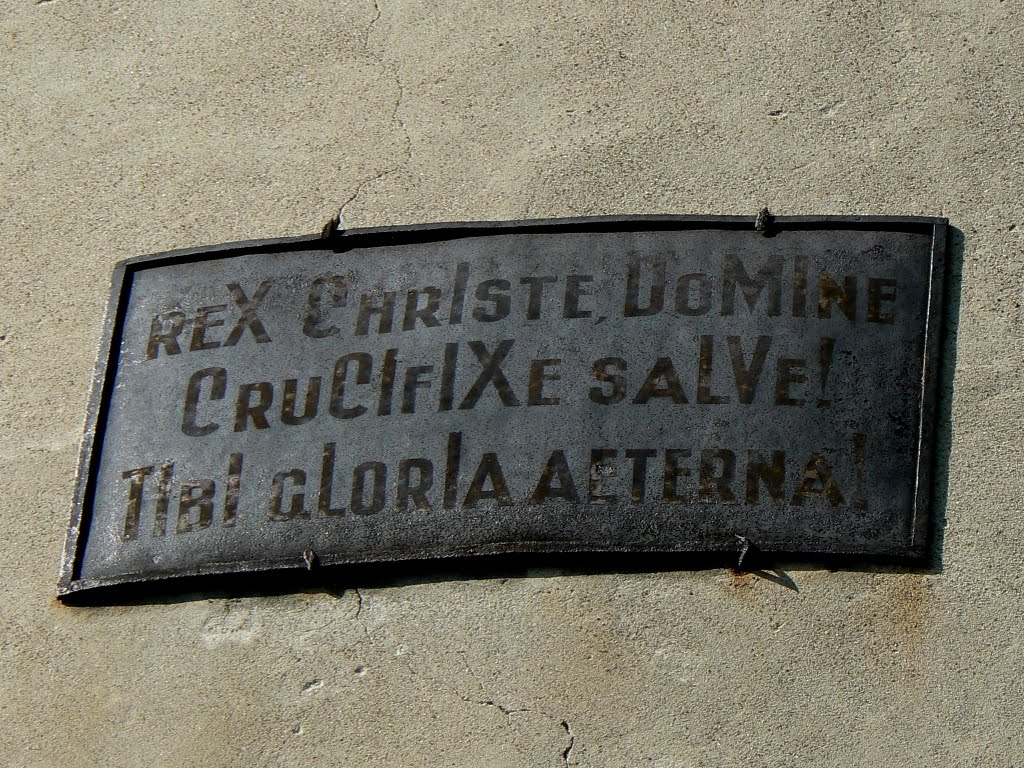 REX CHRISTE, DOMINE
CRUCIFIXE SALVE!
TIBI GLORIA AETERNA!